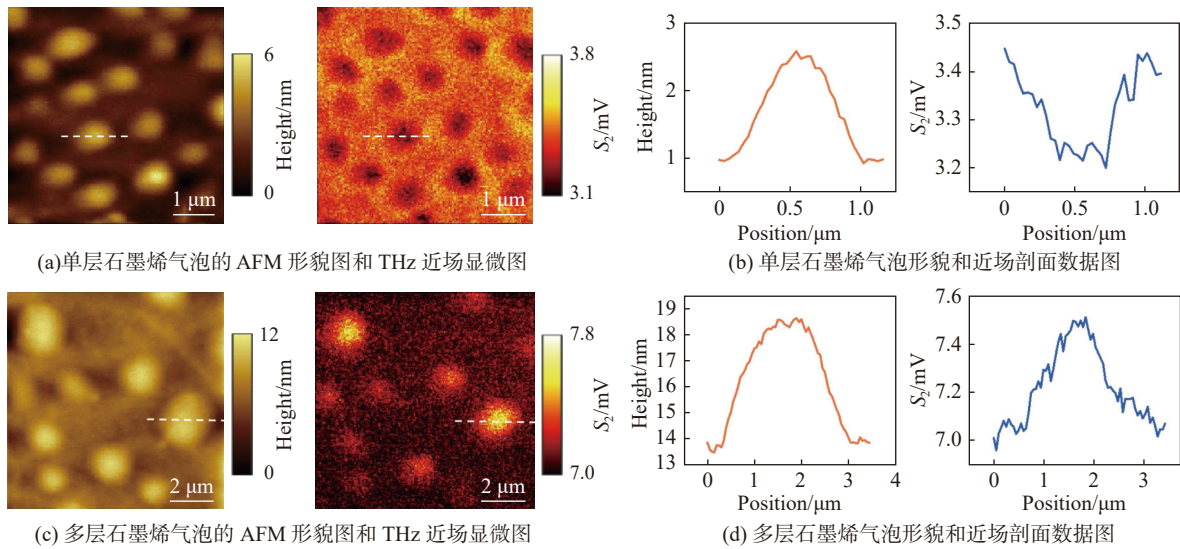 6
Height/nm
0
1 μm
3.8
S₂/mV
3.1
1 μm
(a)单层石墨烯气泡的 AFM 形貌图和 THz 近场显微图
3
2
1
Height/nm
0
0.5
1.0
Position/μm
3.5
3.4
3.3
3.2
S₂/mV
0
0.5
1.0
Position/μm
(b) 单层石墨烯气泡形貌和近场剖面数据图
12
Height/nm
0
2 μm
7.8
S₂/mV
7.0
2 μm
(c) 多层石墨烯气泡的 AFM 形貌图和 THz 近场显微图
19
18
17
16
15
14
13
Height/nm
0
1
2
3
4
Position/μm
7.6
7.4
7.2
7.0
S₂/mV
0
1
2
3
Position/μm
(d) 多层石墨烯气泡形貌和近场剖面数据图